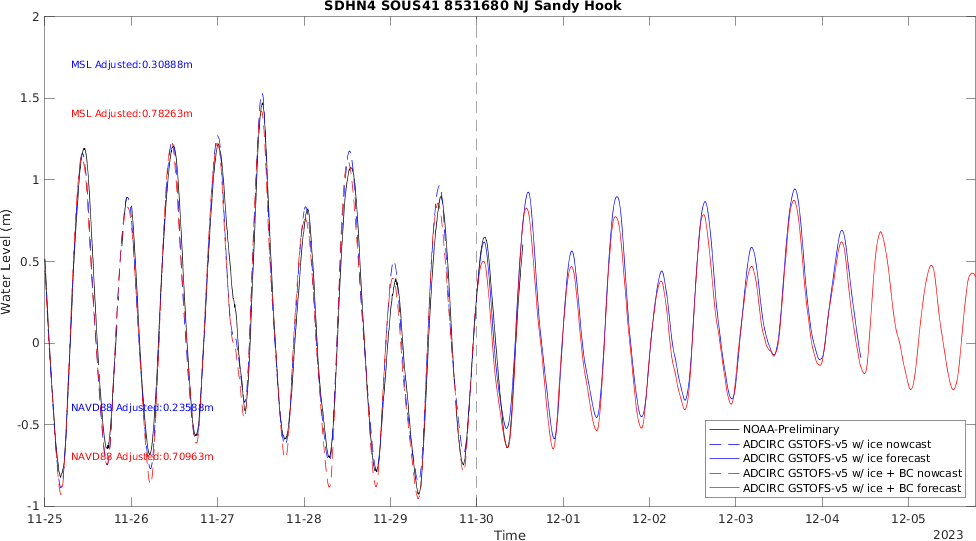 SDHN4 SOUS41 8531680 NJ Sandy Hook
2
1.5
1
0.5
0
-0.5
-1
Water Level (m)
MSL Adjusted:0.30888m
MSL Adjusted:0.78263m
NAVD88 Adjusted:0.23588m
NAVD88 Adjusted:0.70963m
NOAA-Preliminary
ADCIRC GSTOFS-v5 w/ ice nowcast
ADCIRC GSTOFS-v5 w/ ice forecast
ADCIRC GSTOFS-v5 w/ ice + BC nowcast
ADCIRC GSTOFS-v5 w/ ice + BC forecast
11-25 11-26 11-27 11-28 11-29 11-30 12-01 12-02 12-03 12-04 12-05
Time
2023